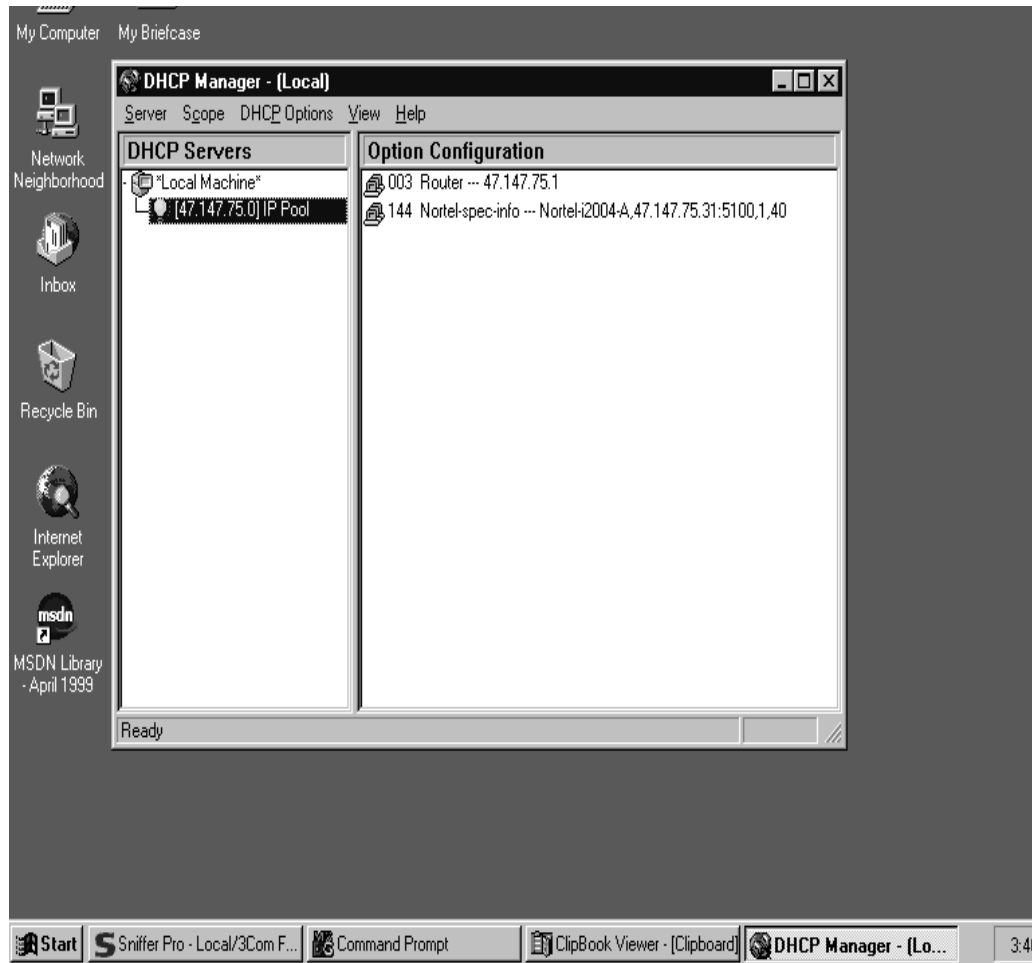 My Computer
My Briefcase
Network
Neighborhood
Inbox
Recycle Bin
Internet
Explorer
msdn
MSDN Library
- April 1999
DHCP Manager - (Local)
Server Scope DHCP Options View Help
DHCP Servers
*Local Machine*
[47.147.75.0] IP Pool
Option Configuration
003 Router --- 47.147.75.1
144 Nortel-spec-info --- Nortel-i2004-A,47.147.75.31:5100,1,40
Ready
Start
Sniffer Pro - Local/3Com F...
Command Prompt
ClipBook Viewer - [Clipboard]
DHCP Manager - (Lo...